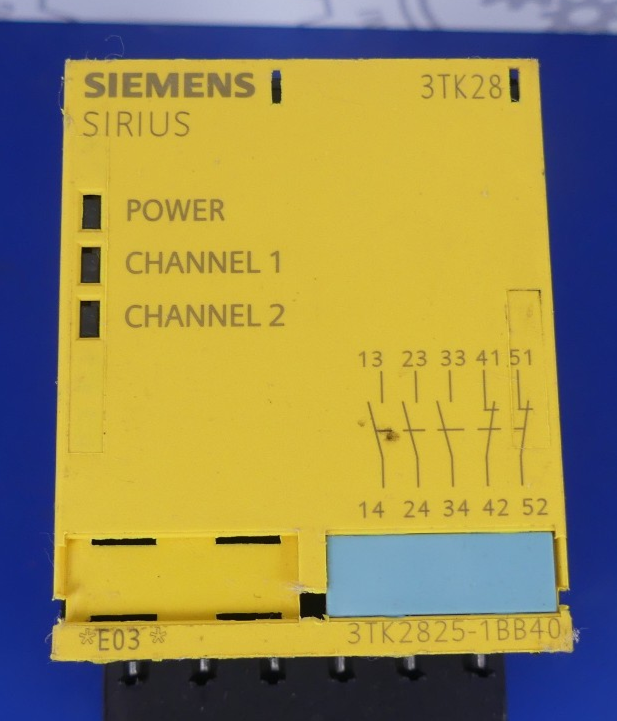 SIEMENS 3TK28
SIRIUS
POWER
CHANNEL 1
CHANNEL 2
13 23 33 41 51
14 24 34 42 52
*E03 *
3TK2825-1BB40